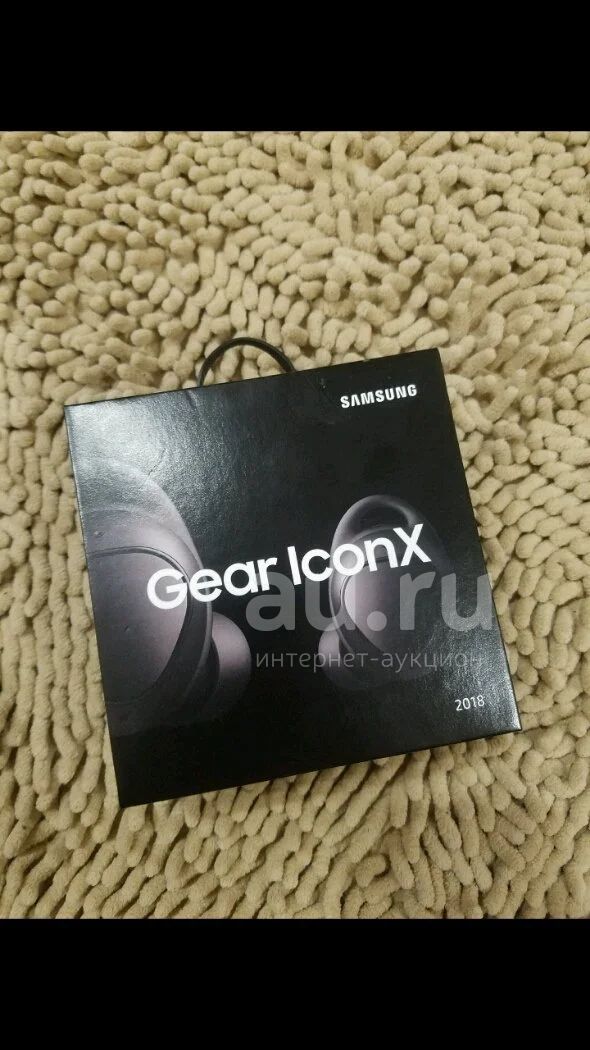 SAMSUNG
Gear IconX
au.ru
интернет-аукцион
2018